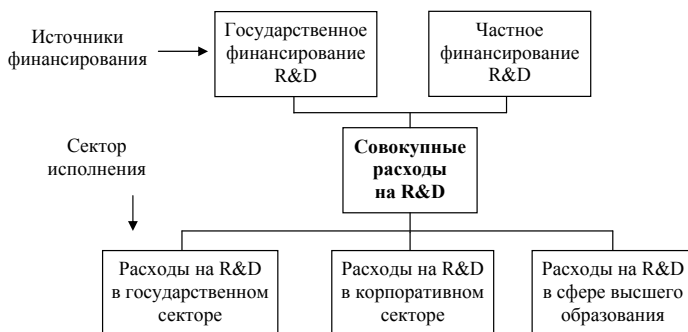 Источники
финансирования
Государственное
финансирование
R&D
Частное
финансирование
R&D
Совокупные
расходы
на R&D
Сектор
исполнения
Расходы на R&D
в государственном
секторе
Расходы на R&D
в корпоративном
секторе
Расходы на R&D
в сфере высшего
образования